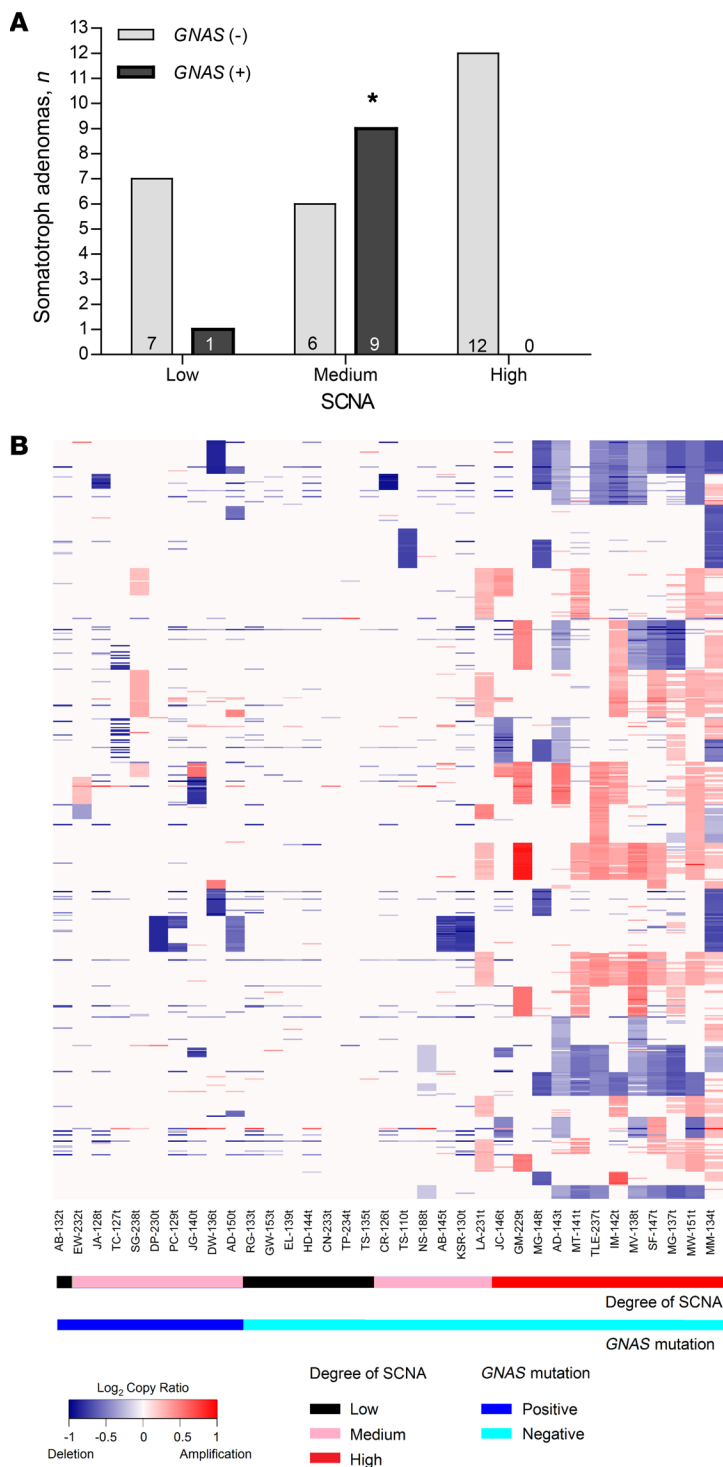 A
GNAS (-)
GNAS (+)
Somatotroph adenomas, n
13
12
11
10
9
8
7
6
5
4
3
2
1
0
*
7
1
6
9
12
0
Low
Medium
High
SCNA
B
AB-132t
EW-232t
JA-128t
TC-127t
SG-238t
DP-230t
PC-129t
JG-140t
DW-136t
AD-150t
RG-133t
GW-153t
EL-139t
HD-144t
CN-233t
TP-234t
TS-135t
CR-126t
TS-110t
NS-188t
AB-145t
KSR-130t
LA-231t
JC-146t
GM-229t
MG-148t
AD-143t
MT-141t
TLE-237t
IM-142t
MV-138t
SF-147t
MG-137t
MW-151t
MM-134t
Degree of SCNA
GNAS mutation
Log2 Copy Ratio
-1 -0.5 0 0.5 1
Deletion Amplification
Degree of SCNA
Low
Medium
High
GNAS mutation
Positive
Negative